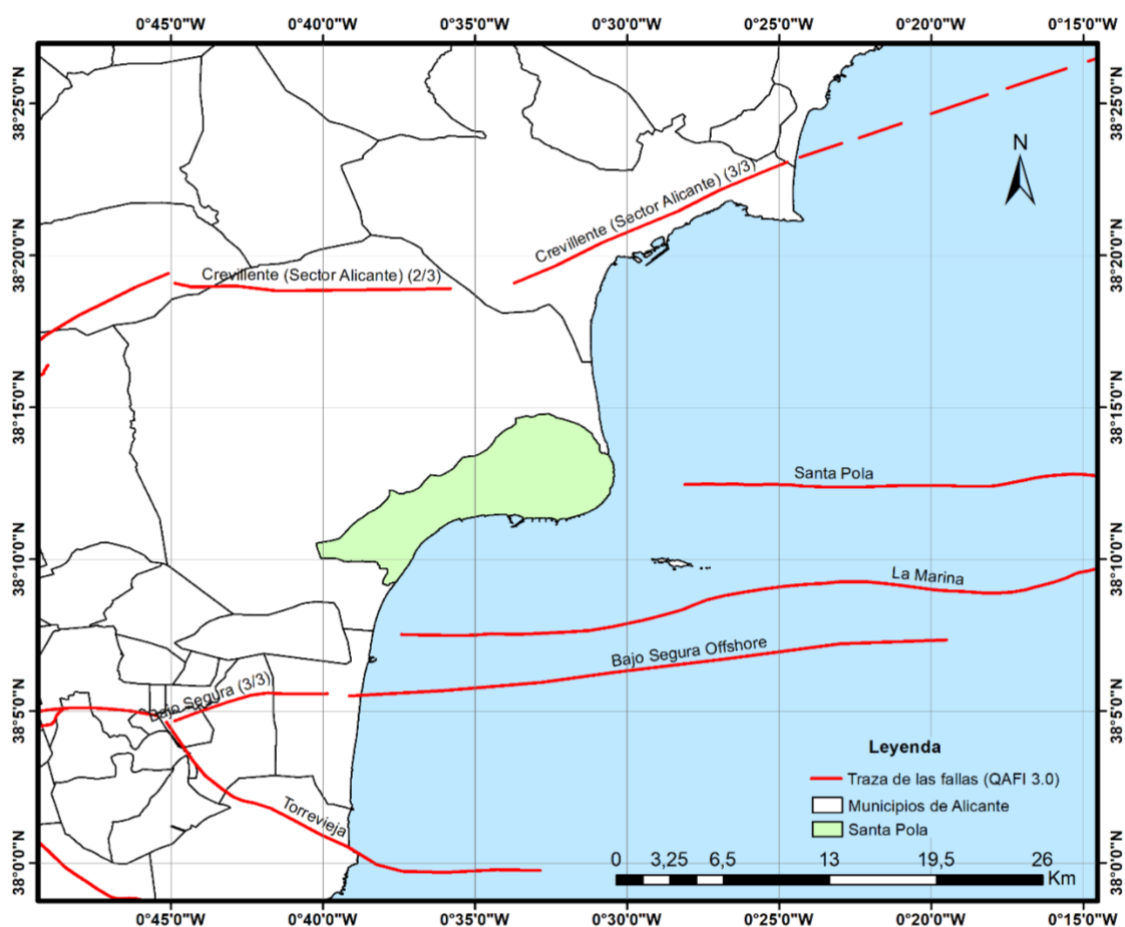 0°45'0"W 0°40'0"W 0°35'0"W 0°30'0"W 0°25'0"W 0°20'0"W 0°15'0"W
38°25'0"N 38°25'0"N
N
Crevillente (Sector Alicante) (3/3)
38°20'0"N 38°20'0"N
Crevillente (Sector Alicante) (2/3)
38°15'0"N 38°15'0"N
Santa Pola
38°10'0"N 38°10'0"N
La Marina
Bajo Segura Offshore
Bajo Segura (3/3)
38°5'0"N 38°5'0"N
Torrevieja
Leyenda
Traza de las fallas (QAFI 3.0)
Municipios de Alicante
Santa Pola
38°0'0"N 38°0'0"N
0 3,25 6,5 13 19,5 26
Km
0°45'0"W 0°40'0"W 0°35'0"W 0°30'0"W 0°25'0"W 0°20'0"W 0°15'0"W